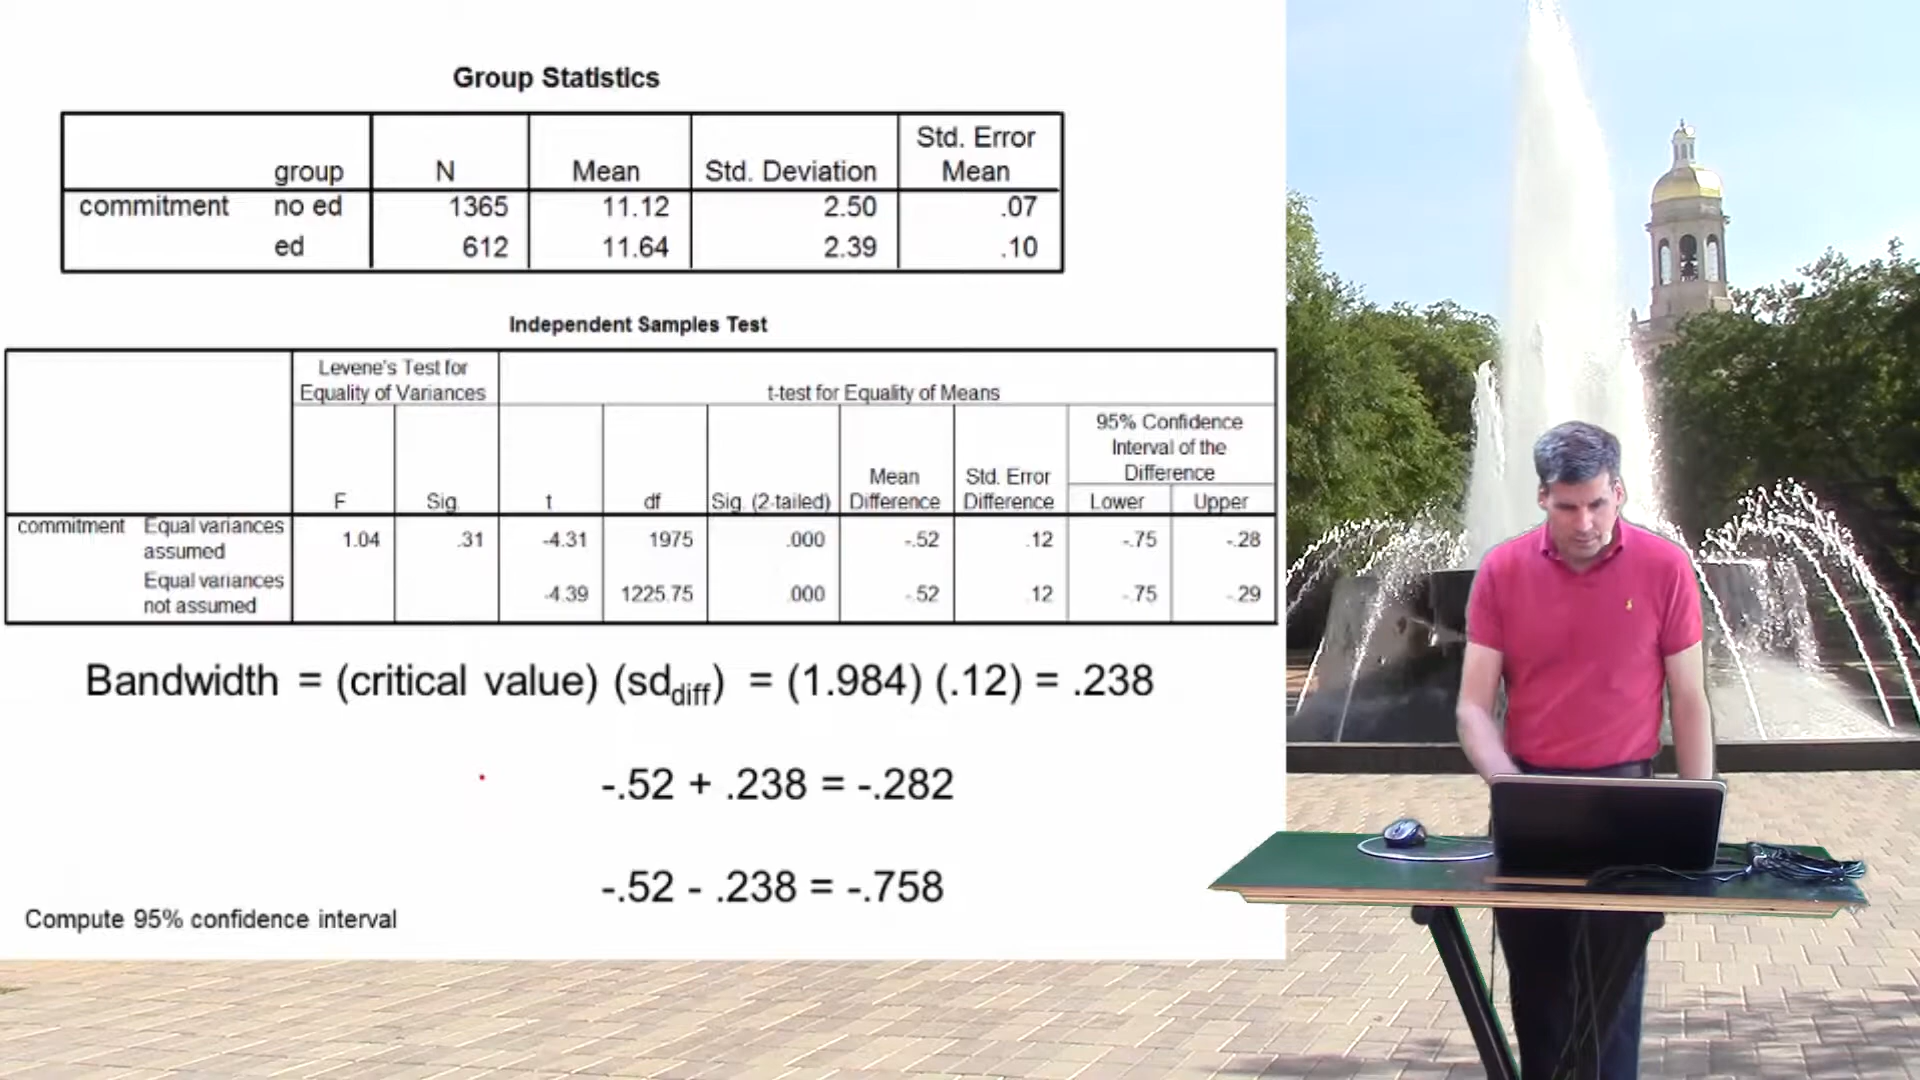 Group Statistics
group N Mean Std. Deviation Std. Error Mean
commitment no ed 1365 11.12 2.50 .07
ed 612 11.64 2.39 .10
Independent Samples Test
Levene's Test for Equality of Variances
t-test for Equality of Means
95% Confidence Interval of the Difference
F Sig. t df Sig. (2-tailed) Mean Difference Std. Error Difference Lower Upper
commitment Equal variances assumed 1.04 .31 -4.31 1975 .000 -.52 .12 -.75 -.28
Equal variances not assumed -4.39 1225.75 .000 -.52 .12 -.75 -.29
Bandwidth = (critical value) (sd diff) = (1.984) (.12) = .238
-.52 + .238 = -.282
-.52 - .238 = -.758
Compute 95% confidence interval